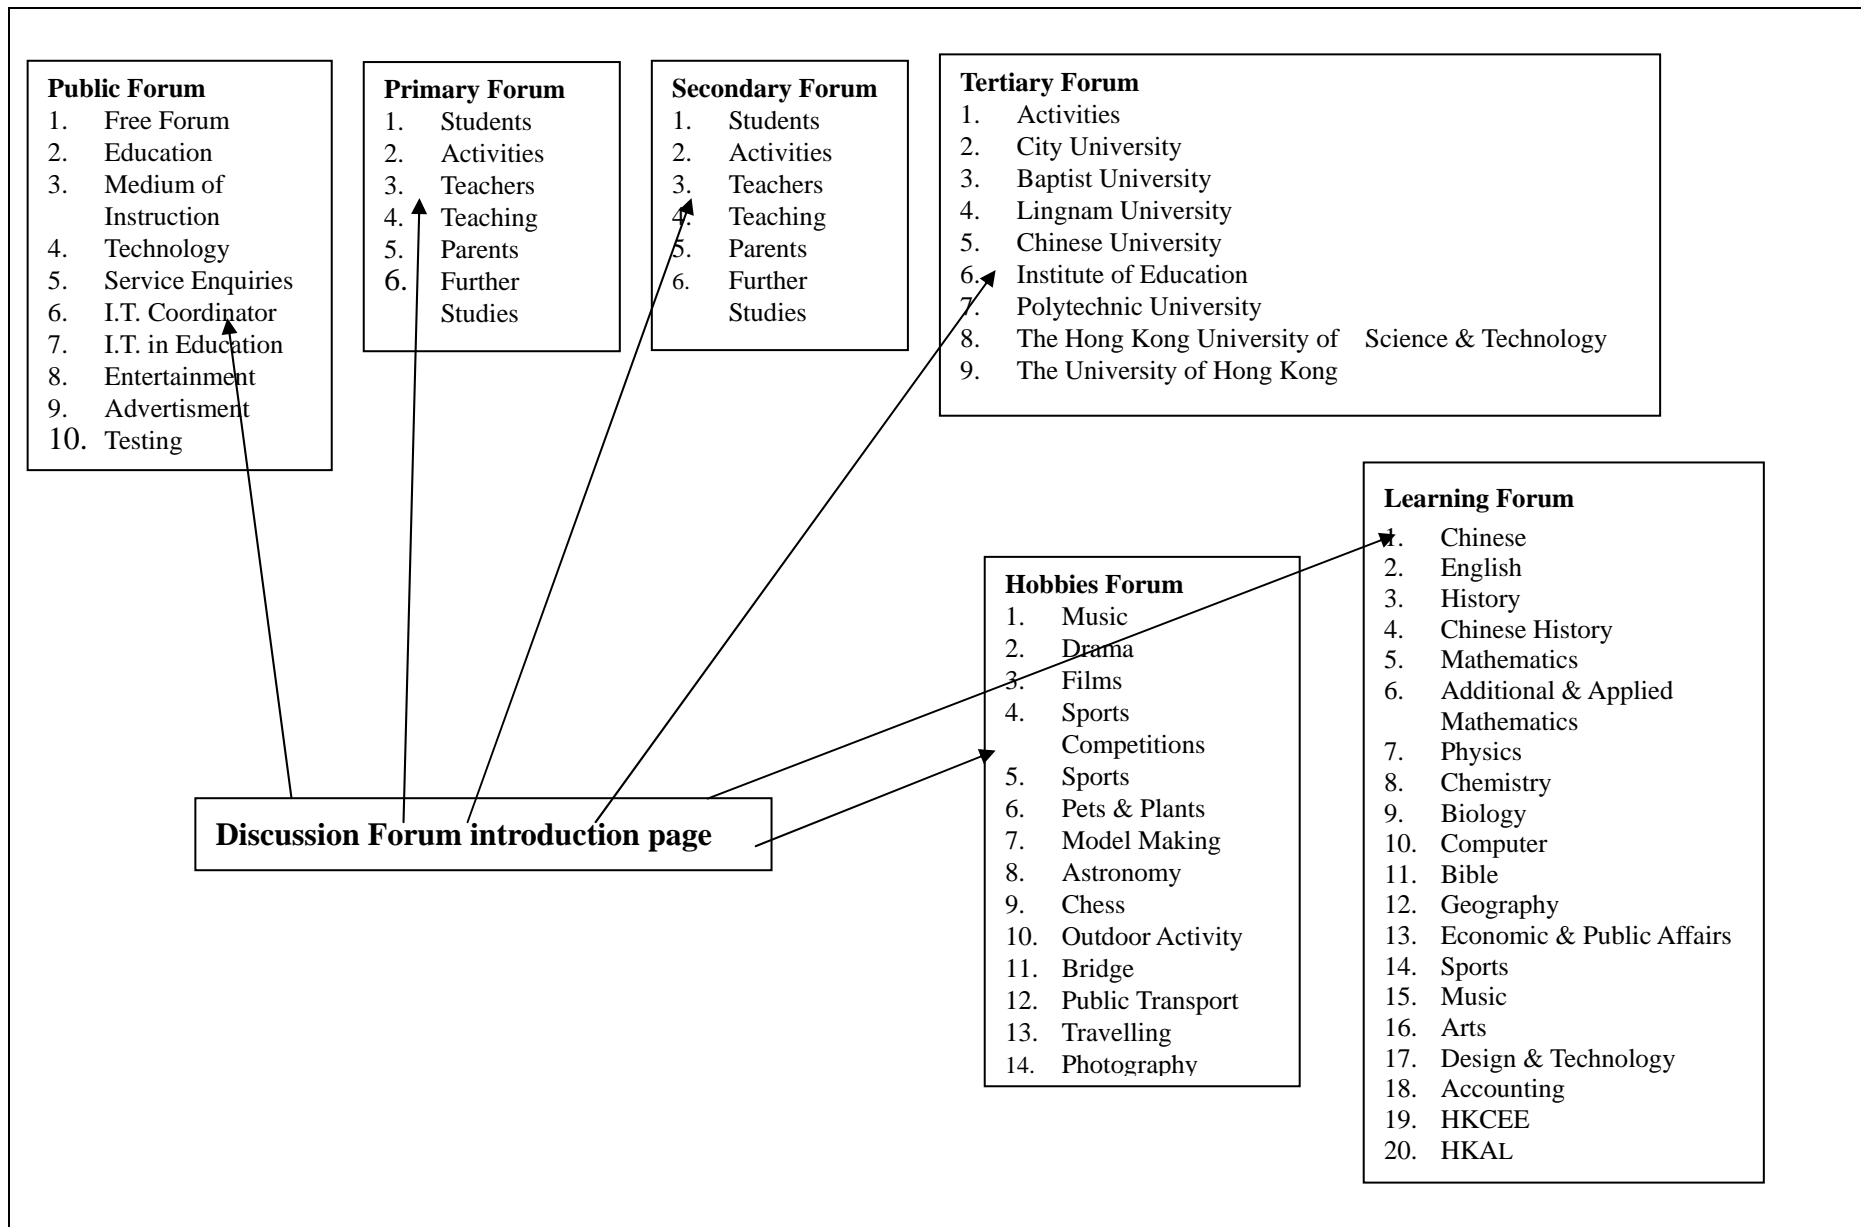 Public Forum
1. Free Forum
2. Education
3. Medium of
Instruction
4. Technology
5. Service Enquiries
6. I.T. Coordinator
7. I.T. in Education
8. Entertainment
9. Advertisment
10. Testing
Primary Forum
1. Students
2. Activities
3. Teachers
4. Teaching
5. Parents
6. Further
Studies
Secondary Forum
1. Students
2. Activities
3. Teachers
4. Teaching
5. Parents
6. Further
Studies
Tertiary Forum
1. Activities
2. City University
3. Baptist University
4. Lingnam University
5. Chinese University
6. Institute of Education
7. Polytechnic University
8. The Hong Kong University of Science & Technology
9. The University of Hong Kong
Discussion Forum introduction page
Hobbies Forum
1. Music
2. Drama
3. Films
4. Sports
Competitions
5. Sports
6. Pets & Plants
7. Model Making
8. Astronomy
9. Chess
10. Outdoor Activity
11. Bridge
12. Public Transport
13. Travelling
14. Photography
Learning Forum
1. Chinese
2. English
3. History
4. Chinese History
5. Mathematics
6. Additional & Applied
Mathematics
7. Physics
8. Chemistry
9. Biology
10. Computer
11. Bible
12. Geography
13. Economic & Public Affairs
14. Sports
15. Music
16. Arts
17. Design & Technology
18. Accounting
19. HKCEE
20. HKAL